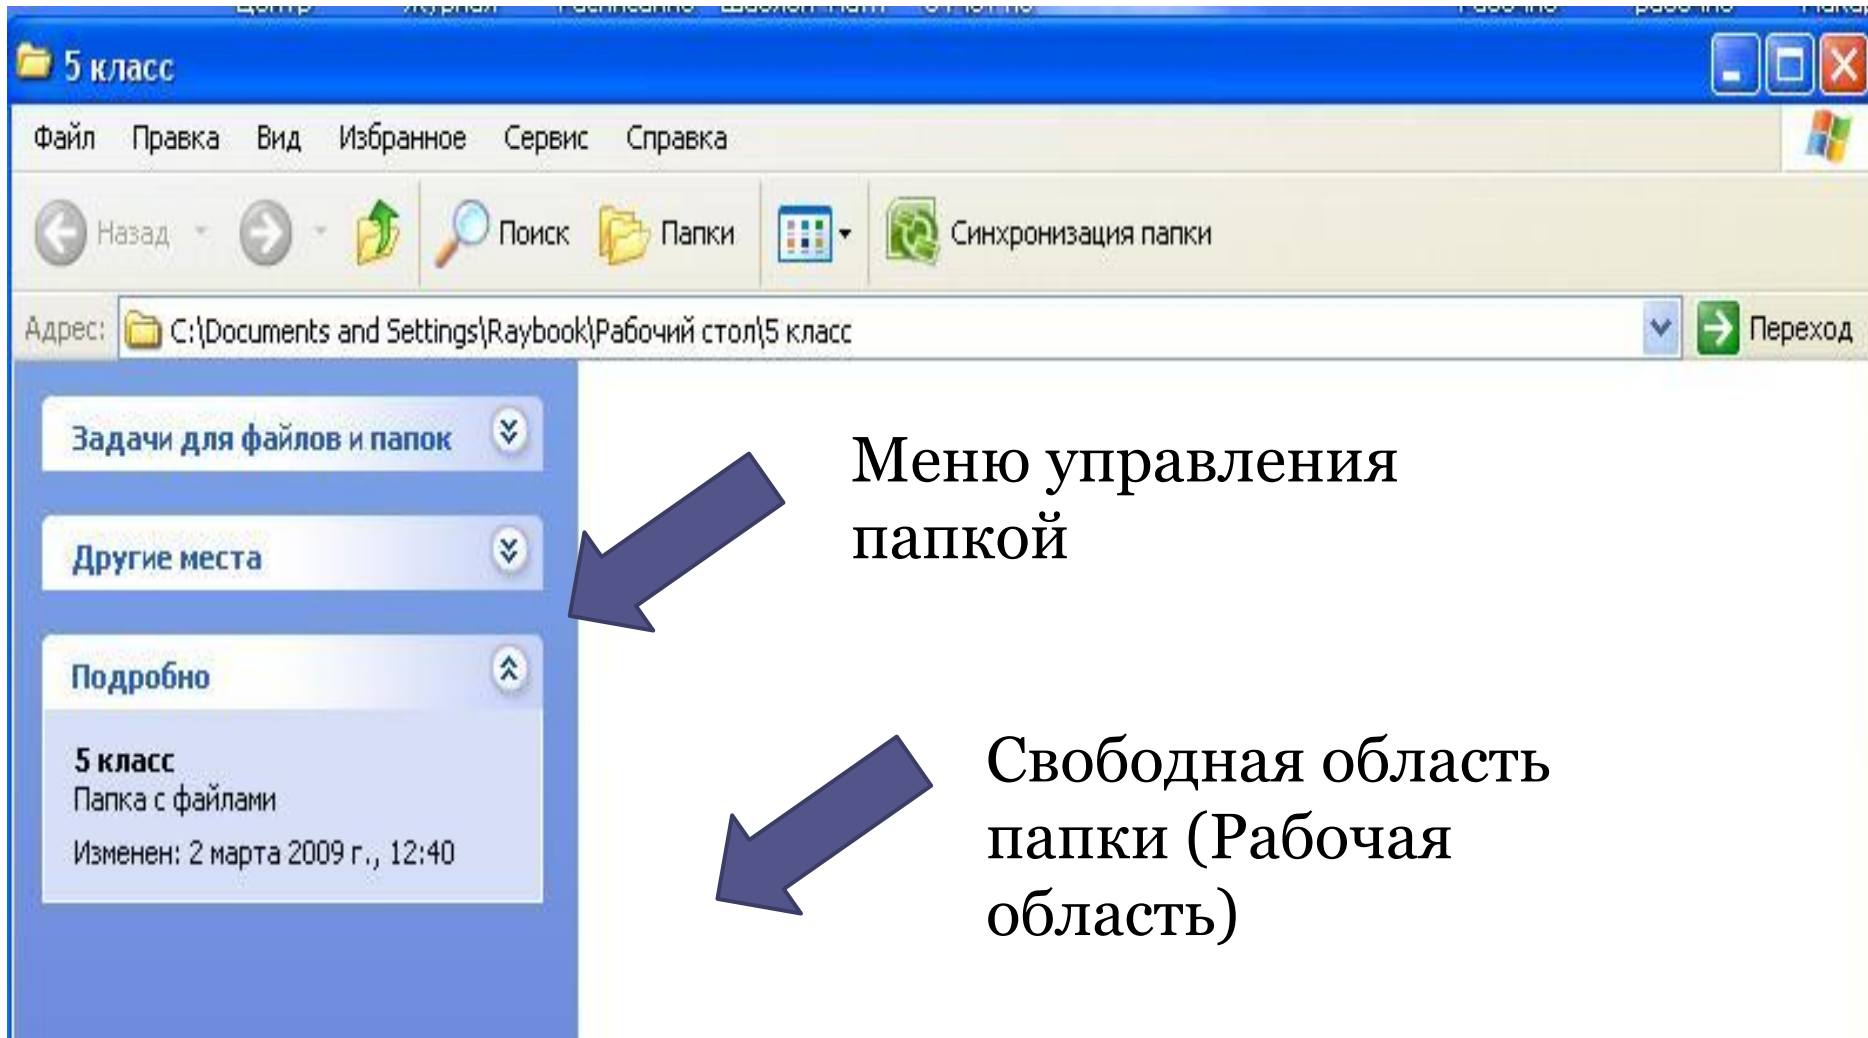 5 класс
Файл Правка Вид Избранное Сервис Справка
Назад Поиск Папки Синхронизация папки
Адрес: C:\Documents and Settings\Raybook\Рабочий стол\5 класс Переход
Задачи для файлов и папок
Другие места
Подробно
5 класс
Папка с файлами
Изменен: 2 марта 2009 г., 12:40
Меню управления
папкой
Свободная область
папки (Рабочая
область)